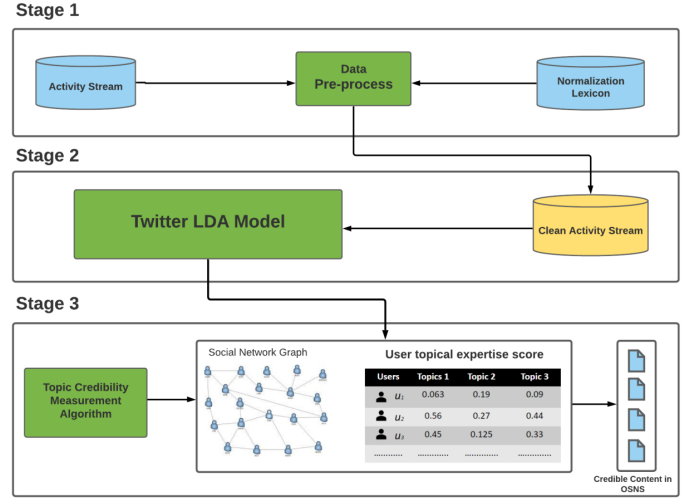 Stage 1
Activity Stream
Data
Pre-process
Normalization
Lexicon
Stage 2
Twitter LDA Model
Clean Activity Stream
Stage 3
Topic Credibility
Measurement
Algorithm
Social Network Graph
User topical expertise score
Users Topics 1 Topic 2 Topic 3
u₁ 0.063 0.19 0.09
u₂ 0.56 0.27 0.44
u₃ 0.45 0.125 0.33
............ ............. ............. .............
Credible Content in
OSNS